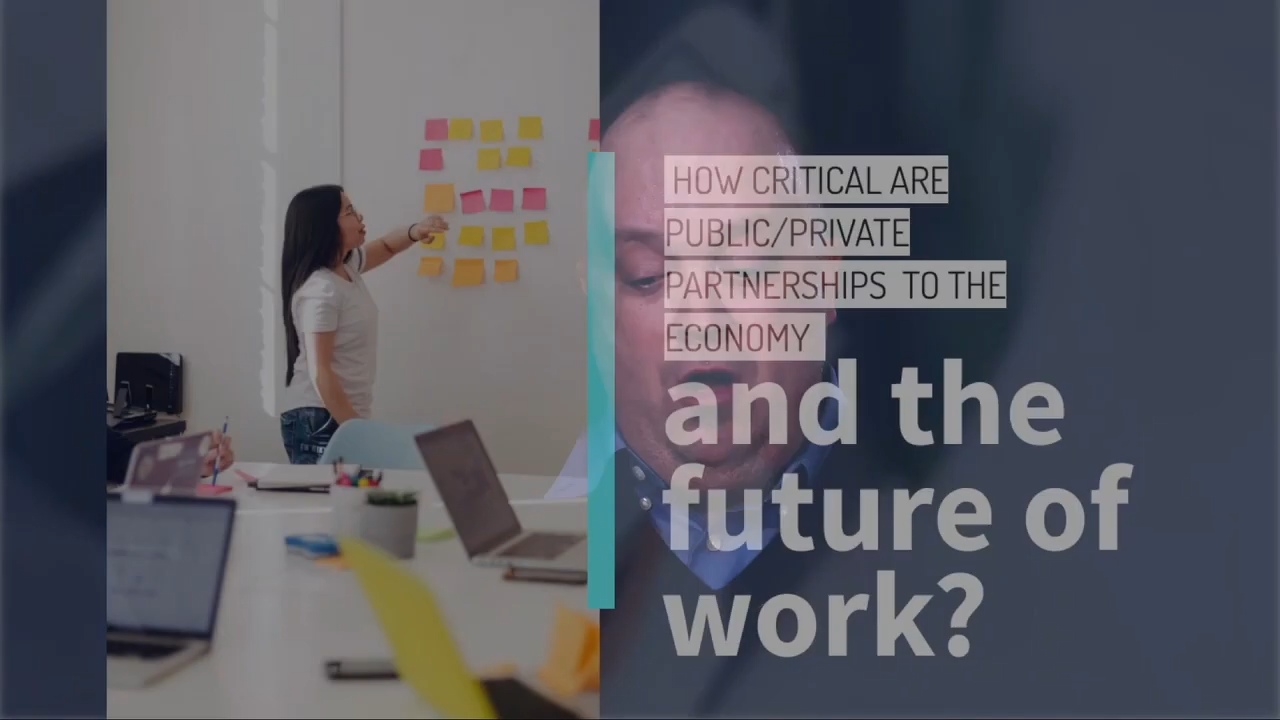 HOW CRITICAL ARE
PUBLIC/PRIVATE
PARTNERSHIPS TO THE
ECONOMY
and the
future of
work?